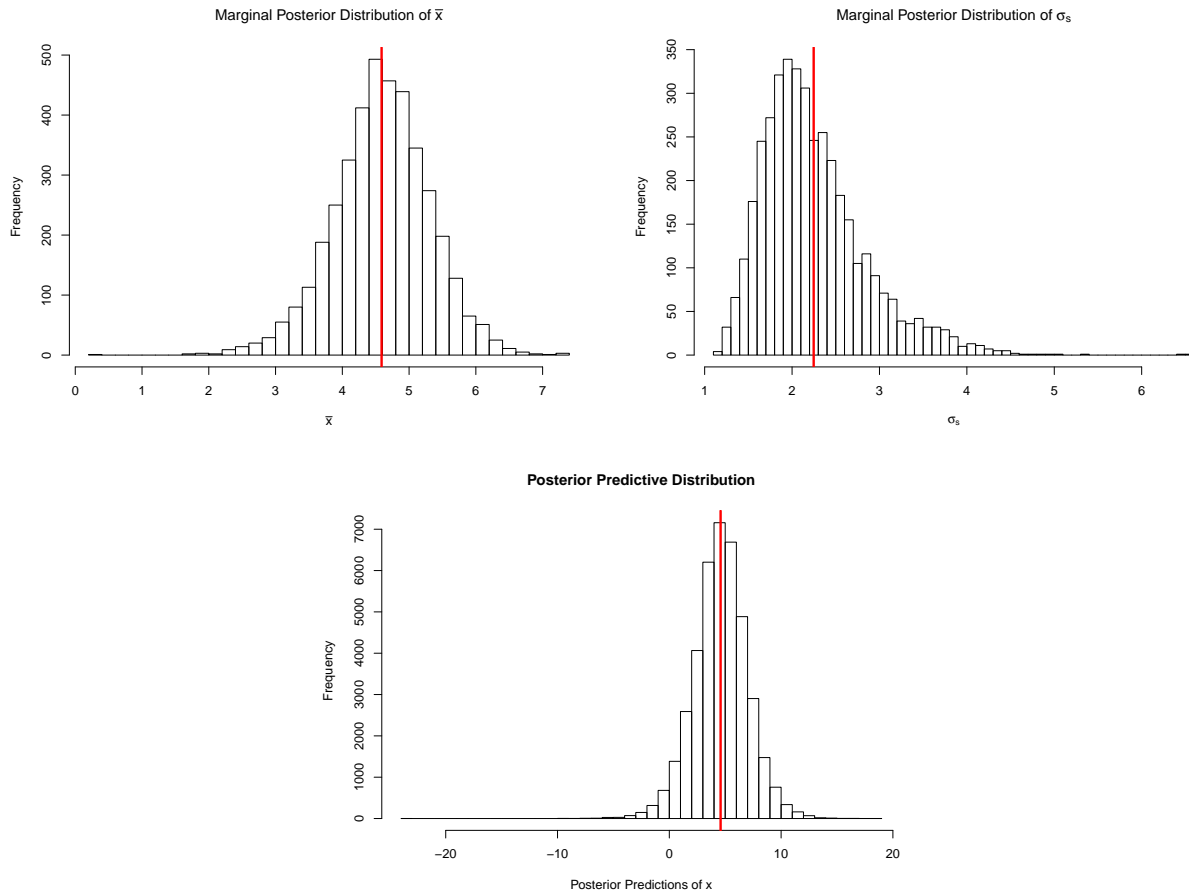 Marginal Posterior Distribution of x̅
Frequency
0 100 200 300 400 500
0 1 2 3 4 5 6 7
x̅
Marginal Posterior Distribution of σₛ
Frequency
0 50 100 150 200 250 300 350
1 2 3 4 5 6
σₛ
Posterior Predictive Distribution
Frequency
0 1000 2000 3000 4000 5000 6000 7000
−20 −10 0 10 20
Posterior Predictions of x